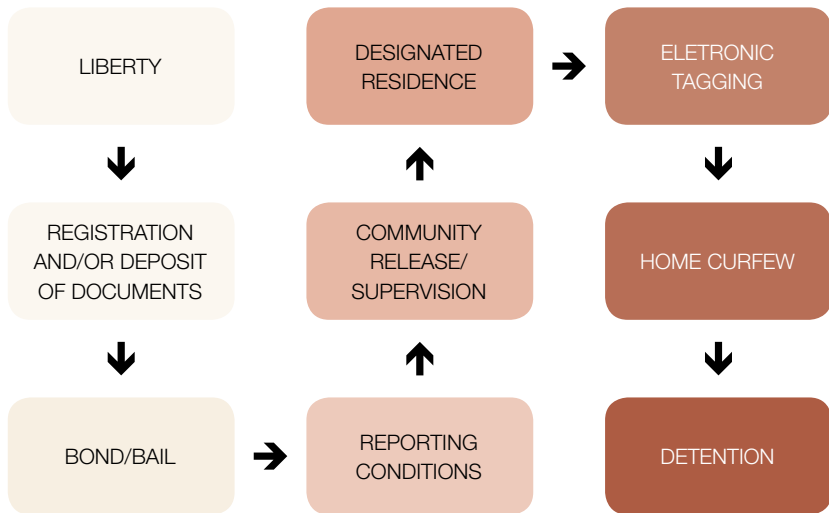 LIBERTY
REGISTRATION
AND/OR DEPOSIT
OF DOCUMENTS
BOND/BAIL
REPORTING
CONDITIONS
COMMUNITY
RELEASE/
SUPERVISION
DESIGNATED
RESIDENCE
ELETRONIC
TAGGING
HOME CURFEW
DETENTION